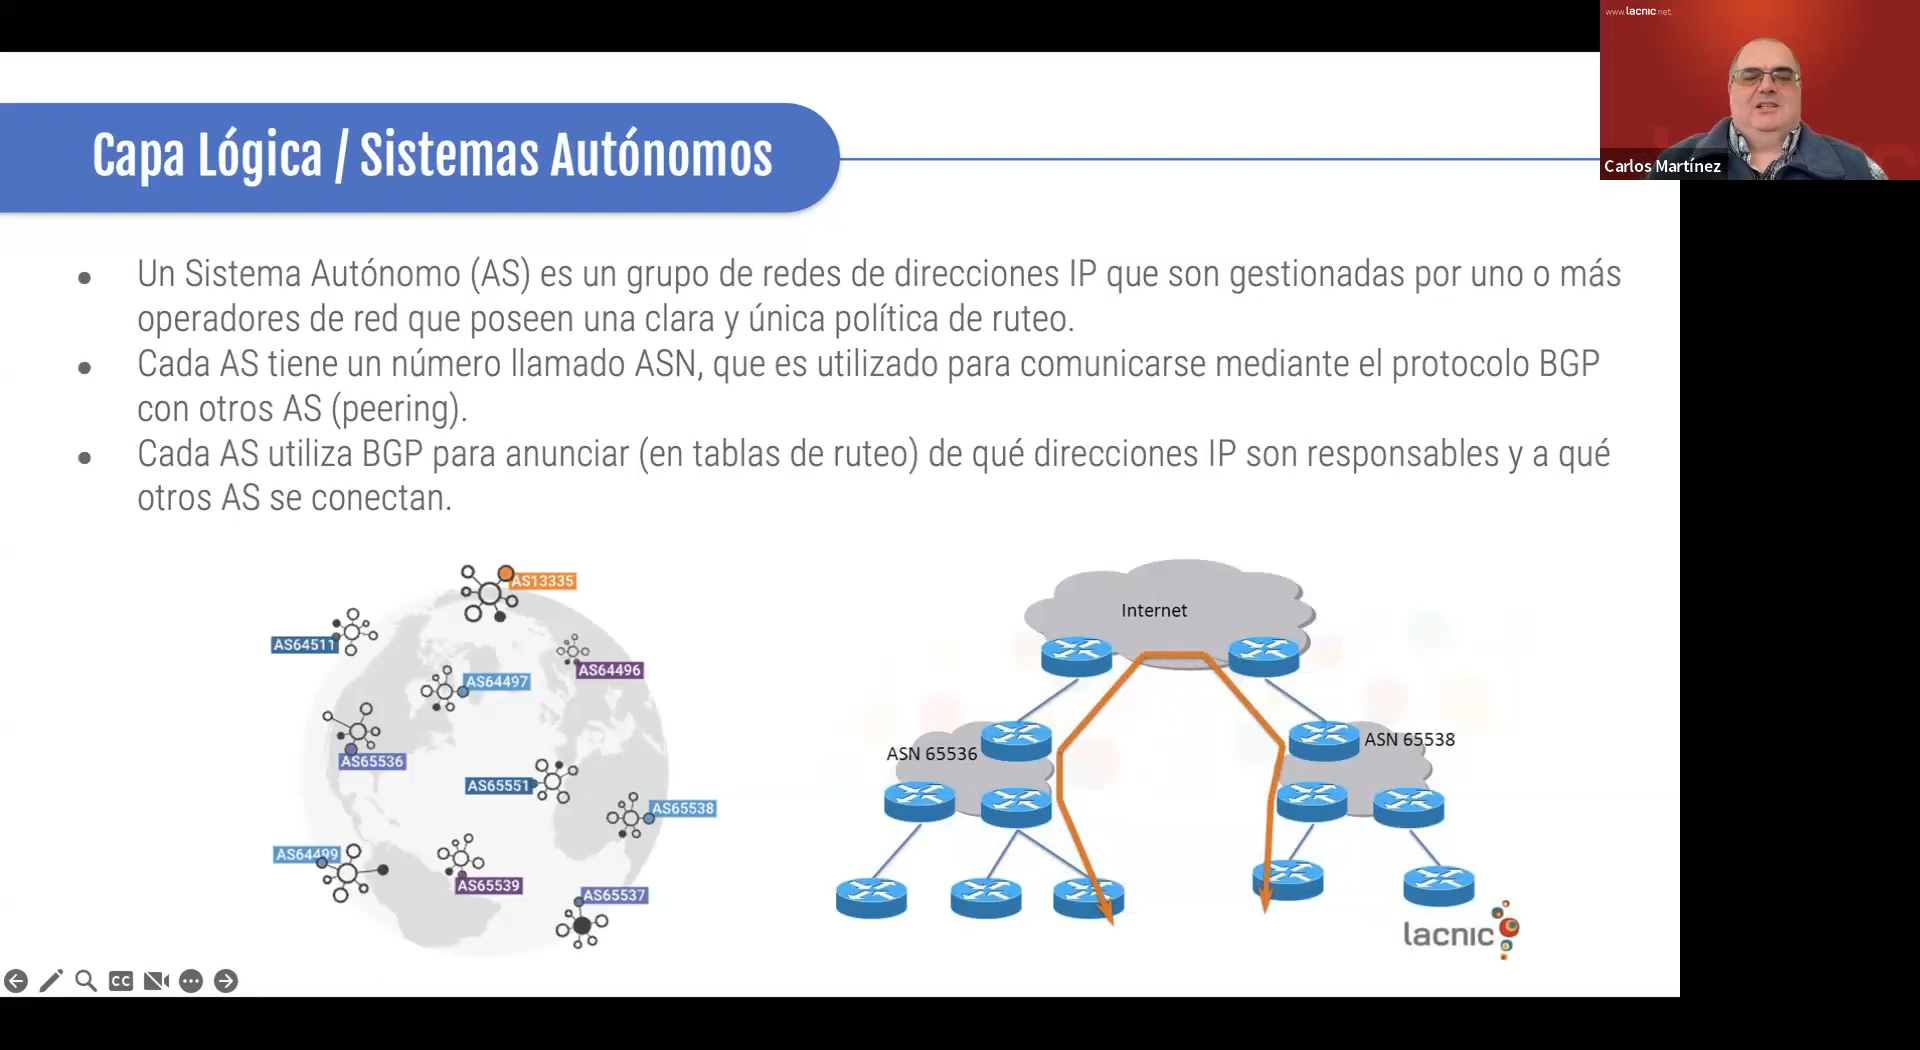 www.lacnic.net
Carlos Martínez
Capa Lógica / Sistemas Autónomos
Un Sistema Autónomo (AS) es un grupo de redes de direcciones IP que son gestionadas por uno o más
operadores de red que poseen una clara y única política de ruteo.
Cada AS tiene un número llamado ASN, que es utilizado para comunicarse mediante el protocolo BGP
con otros AS (peering).
Cada AS utiliza BGP para anunciar (en tablas de ruteo) de qué direcciones IP son responsables y a qué
otros AS se conectan.
AS13335
AS64511
AS64496
AS64497
AS65536
AS65551
AS65538
AS64499
AS65539
AS65537
Internet
ASN 65536
ASN 65538
lacnic
CC